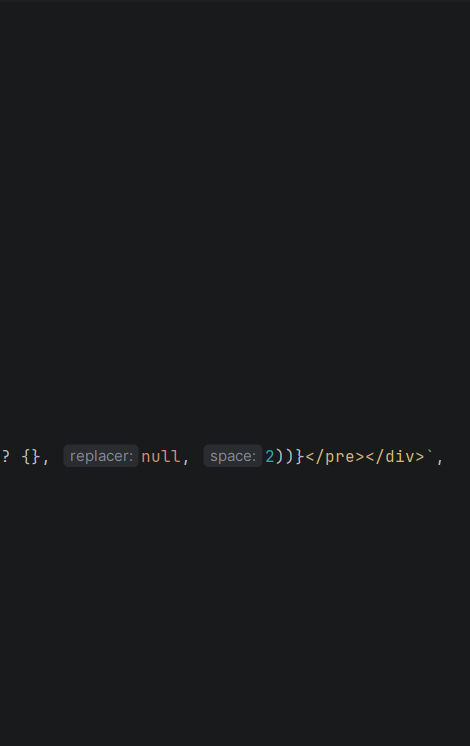 ? {}, replacer: null, space: 2))}</pre></div>`,